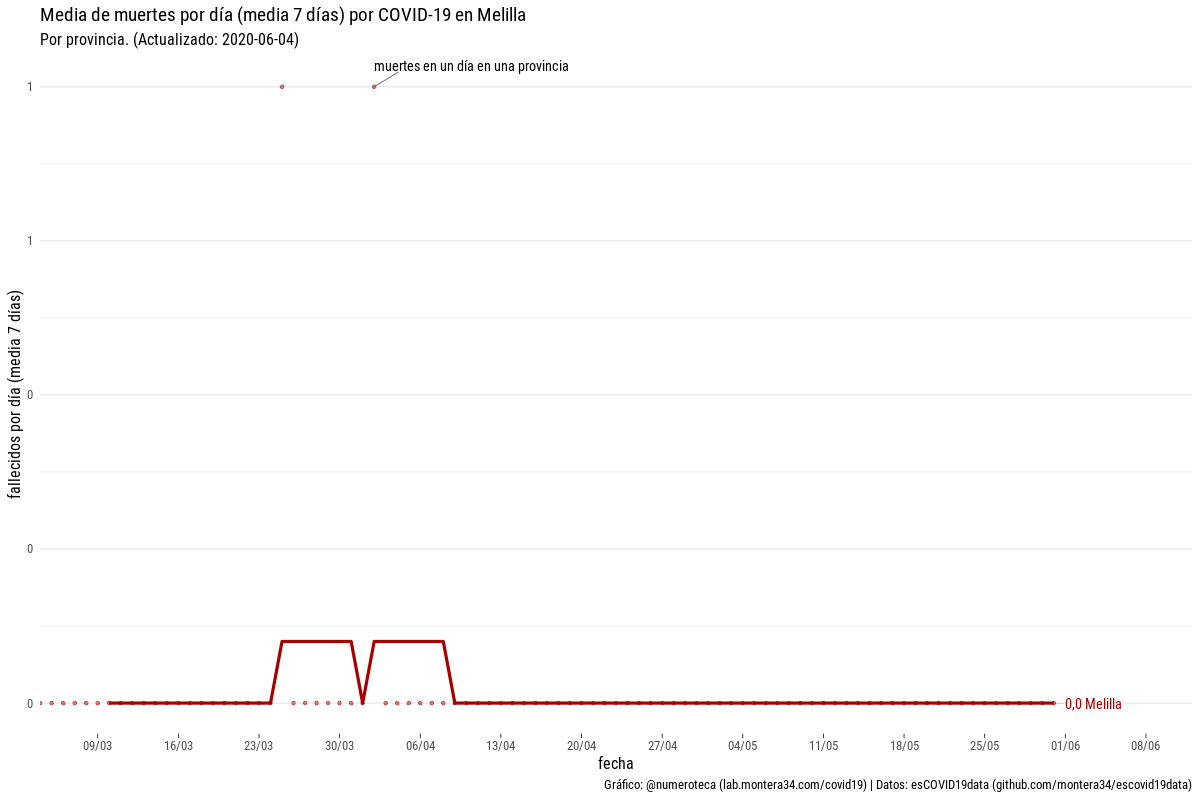 Media de muertes por día (media 7 días) por COVID-19 en Melilla
Por provincia. (Actualizado: 2020-06-04)
muertes en un día en una provincia
1
1
0
0
0
fallecidos por día (media 7 días)
0,0 Melilla
09/03 16/03 23/03 30/03 06/04 13/04 20/04 27/04 04/05 11/05 18/05 25/05 01/06 08/06
fecha
Gráfico: @numeroteca (lab.montera34.com/covid19) | Datos: esCOVID19data (github.com/montera34/escovid19data)